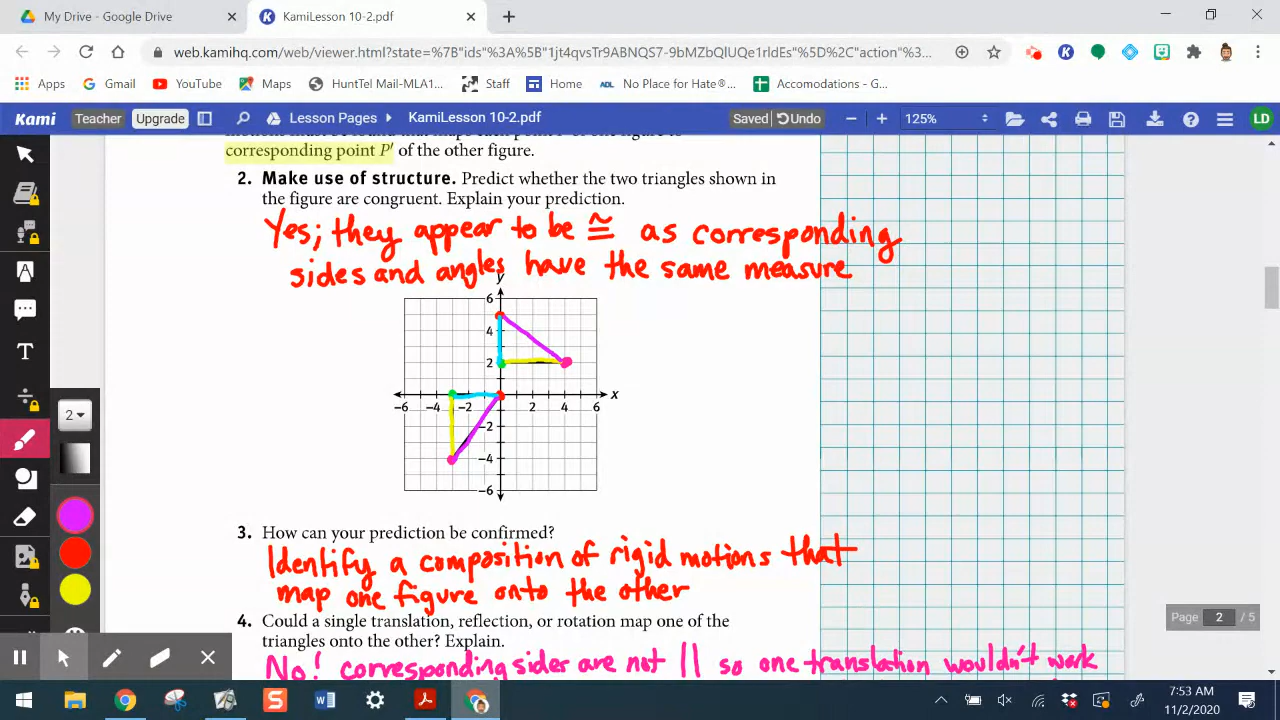 My Drive - Google Drive
KamiLesson 10-2.pdf
web.kamihq.com/web/viewer.html?state=%7B"ids"%3A%5B"1jt4qvsTr9ABNQS7-9bMZbQlUQe1rldEs"%5D%2C"action"%3...
Apps Gmail YouTube Maps HuntTel Mail-MLA1... Staff Home ADL No Place for Hate®... Accomodations - G...
Kami Teacher Upgrade Lesson Pages KamiLesson 10-2.pdf Saved Undo 125% LD
corresponding point P′ of the other figure.
2. Make use of structure. Predict whether the two triangles shown in
the figure are congruent. Explain your prediction.
Yes; they appear to be ≅ as corresponding
sides and angles have the same measure
y
6
4
2
x
-6 -4 -2 2 4 6
-2
-4
-6
2
3. How can your prediction be confirmed?
Identify a composition of rigid motions that
map one figure onto the other
4. Could a single translation, reflection, or rotation map one of the
triangles onto the other? Explain.
No! corresponding sides are not || so one translation wouldn't work
Page 2 / 5
7:53 AM
11/2/2020